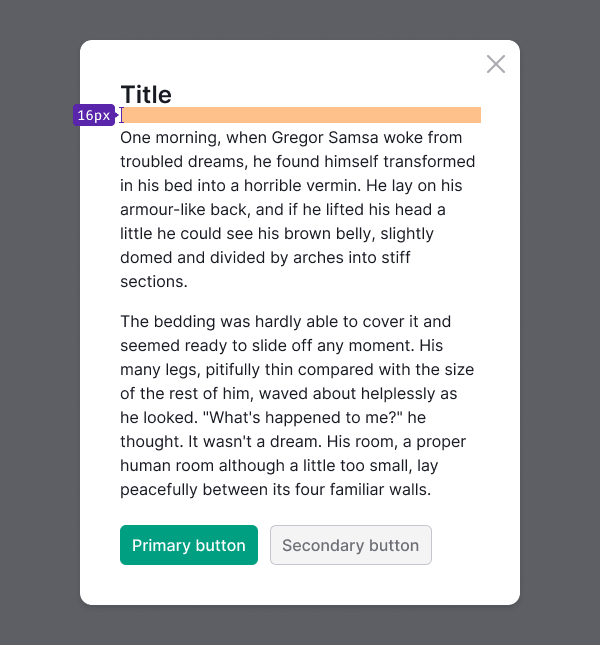 Title
16px
One morning, when Gregor Samsa woke from
troubled dreams, he found himself transformed
in his bed into a horrible vermin. He lay on his
armour-like back, and if he lifted his head a
little he could see his brown belly, slightly
domed and divided by arches into stiff
sections.
The bedding was hardly able to cover it and
seemed ready to slide off any moment. His
many legs, pitifully thin compared with the size
of the rest of him, waved about helplessly as
he looked. "What's happened to me?" he
thought. It wasn't a dream. His room, a proper
human room although a little too small, lay
peacefully between its four familiar walls.
Primary button
Secondary button